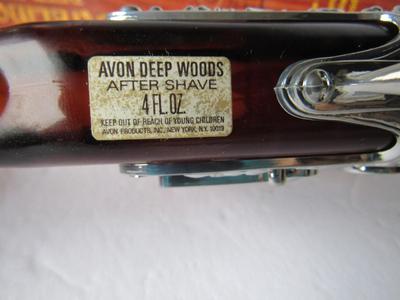 AVON DEEP WOODS
AFTER SHAVE
4 FL. OZ.
KEEP OUT OF REACH OF YOUNG CHILDREN
AVON PRODUCTS, INC., NEW YORK, N.Y. 10019